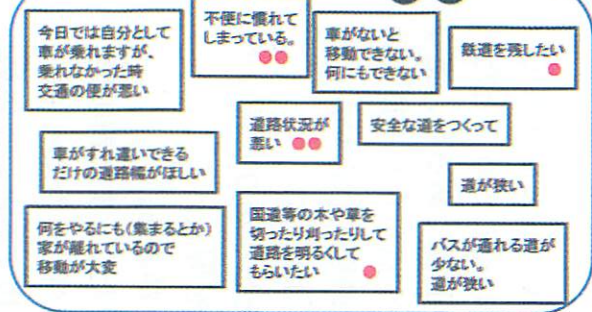 今日では自分として
車が乗れますが、
乗れなかった時
交通の便が悪い
不便に慣れて
しまっている。
車がないと
移動できない。
何にもできない
鉄道を残したい
車がすれ違いできる
だけの道路幅がほしい
道路状況が
悪い
安全な道をつくって
道が狭い
何をやるにも（集まるとか）
家が離れているので
移動が大変
国道等の木や草を
切ったり刈ったりして
道路を明るくして
もらいたい
バスが通れる道が
少ない。
道が狭い